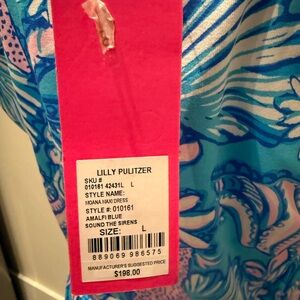 LILLY PULITZER
SKU #
010161 42431L L
STYLE NAME:
MOANA MAXI DRESS
STYLE #: 010161
AMALFI BLUE
SOUND THE SIRENS
SIZE: L
889069 986575
MANUFACTURER'S SUGGESTED PRICE
$198.00